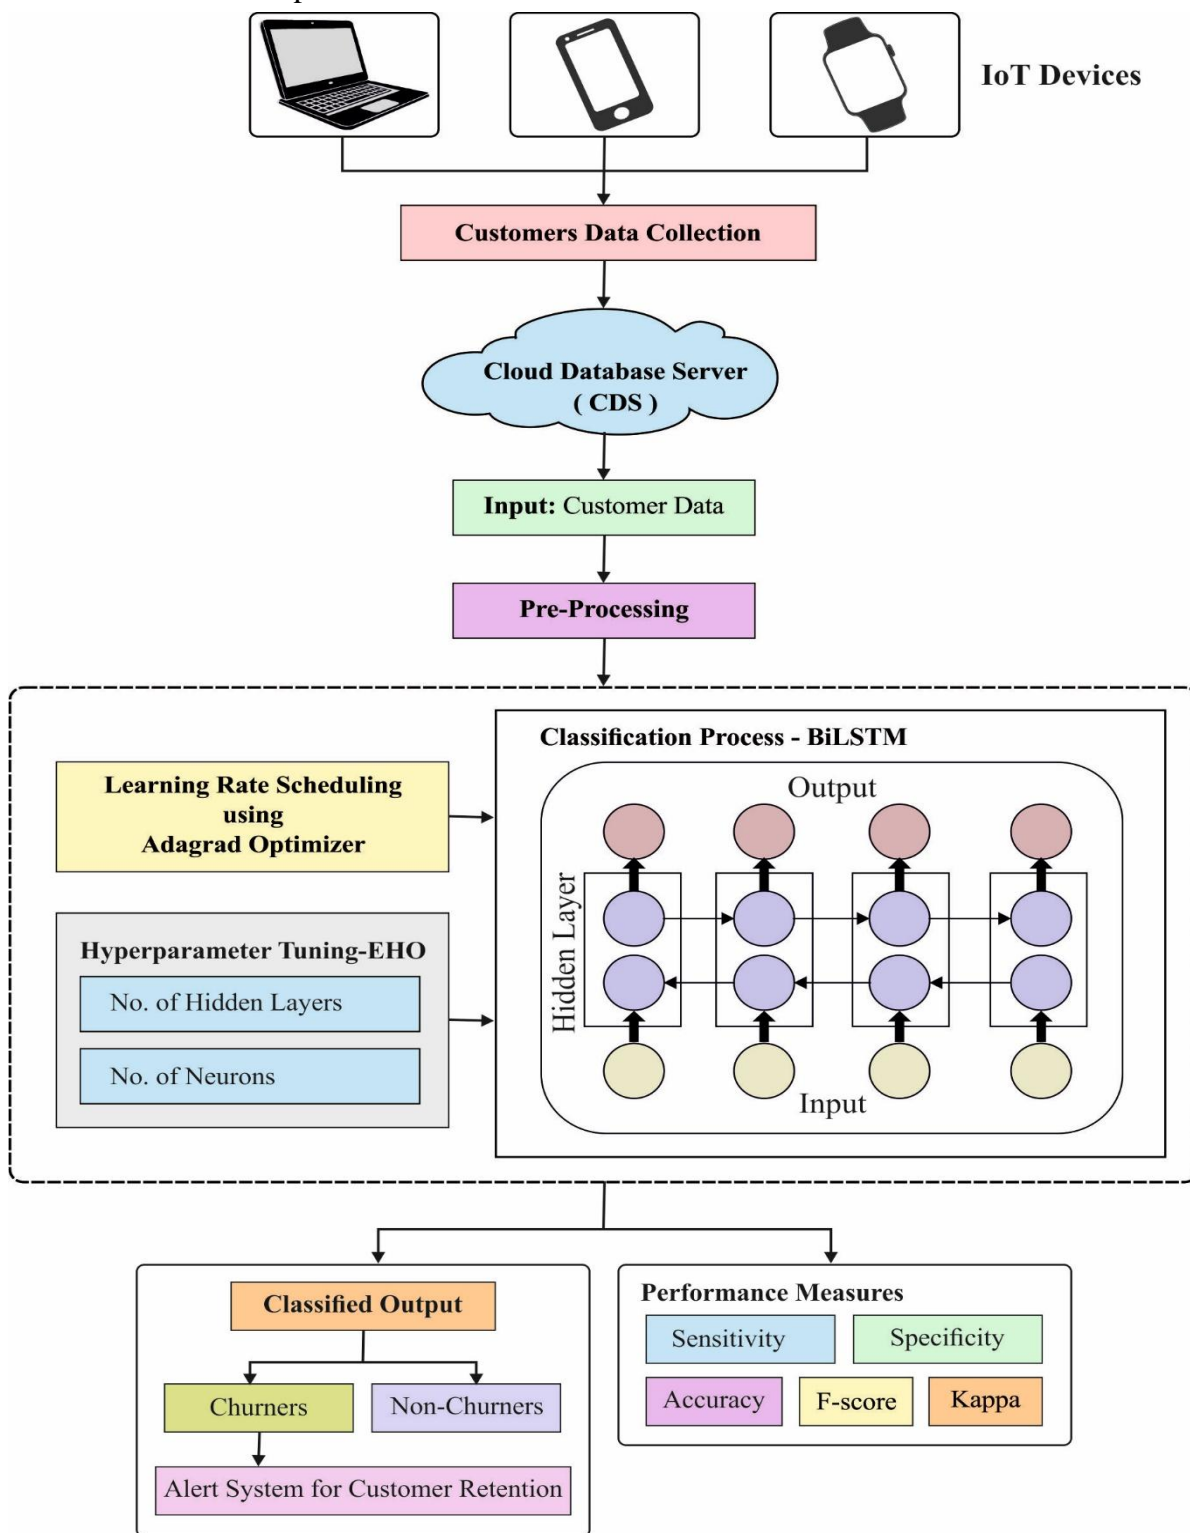 IoT Devices
Customers Data Collection
Cloud Database Server
( CDS )
Input: Customer Data
Pre-Processing
Learning Rate Scheduling
using
Adagrad Optimizer
Hyperparameter Tuning-EHO
No. of Hidden Layers
No. of Neurons
Classification Process - BiLSTM
Output
Hidden Layer
Input
Classified Output
Churners
Non-Churners
Alert System for Customer Retention
Performance Measures
Sensitivity
Specificity
Accuracy
F-score
Kappa